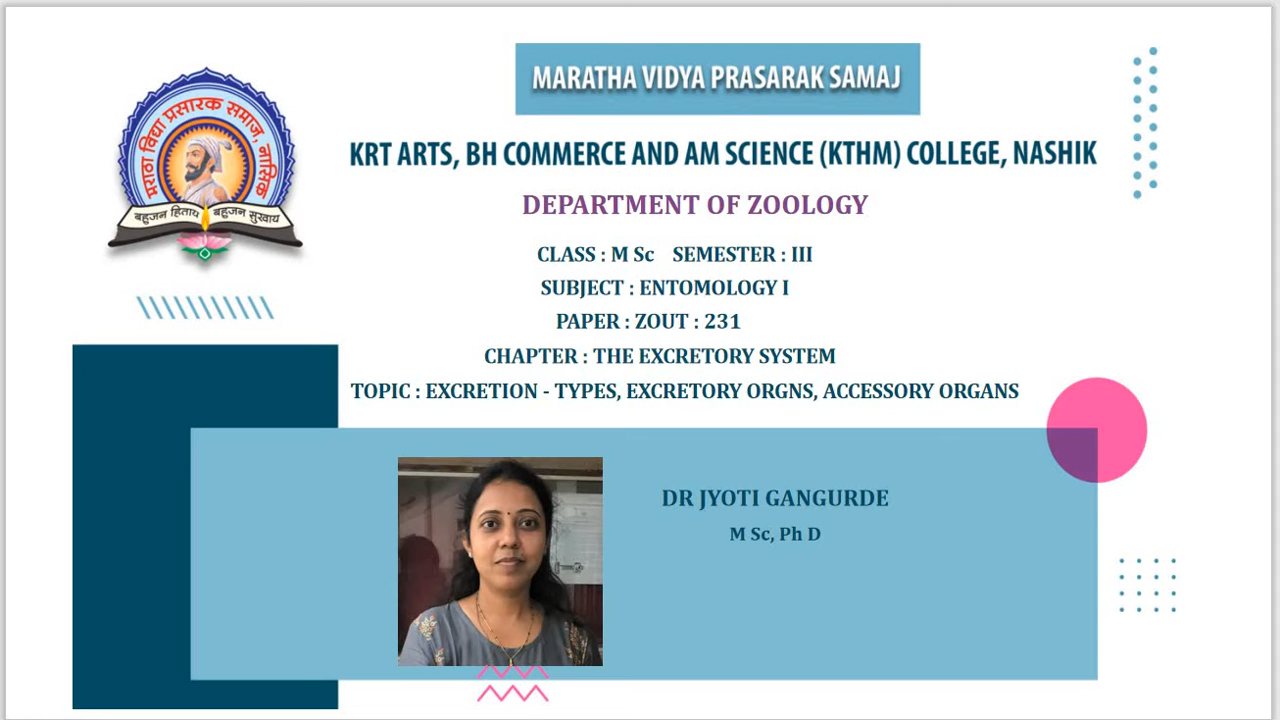 मराठा विद्या प्रसारक समाज, नासिक
बहुजन हिताय बहुजन सुखाय
MARATHA VIDYA PRASARAK SAMAJ
KRT ARTS, BH COMMERCE AND AM SCIENCE (KTHM) COLLEGE, NASHIK
DEPARTMENT OF ZOOLOGY
CLASS : M Sc SEMESTER : III
SUBJECT : ENTOMOLOGY I
PAPER : ZOUT : 231
CHAPTER : THE EXCRETORY SYSTEM
TOPIC : EXCRETION - TYPES, EXCRETORY ORGNS, ACCESSORY ORGANS
DR JYOTI GANGURDE
M Sc, Ph D